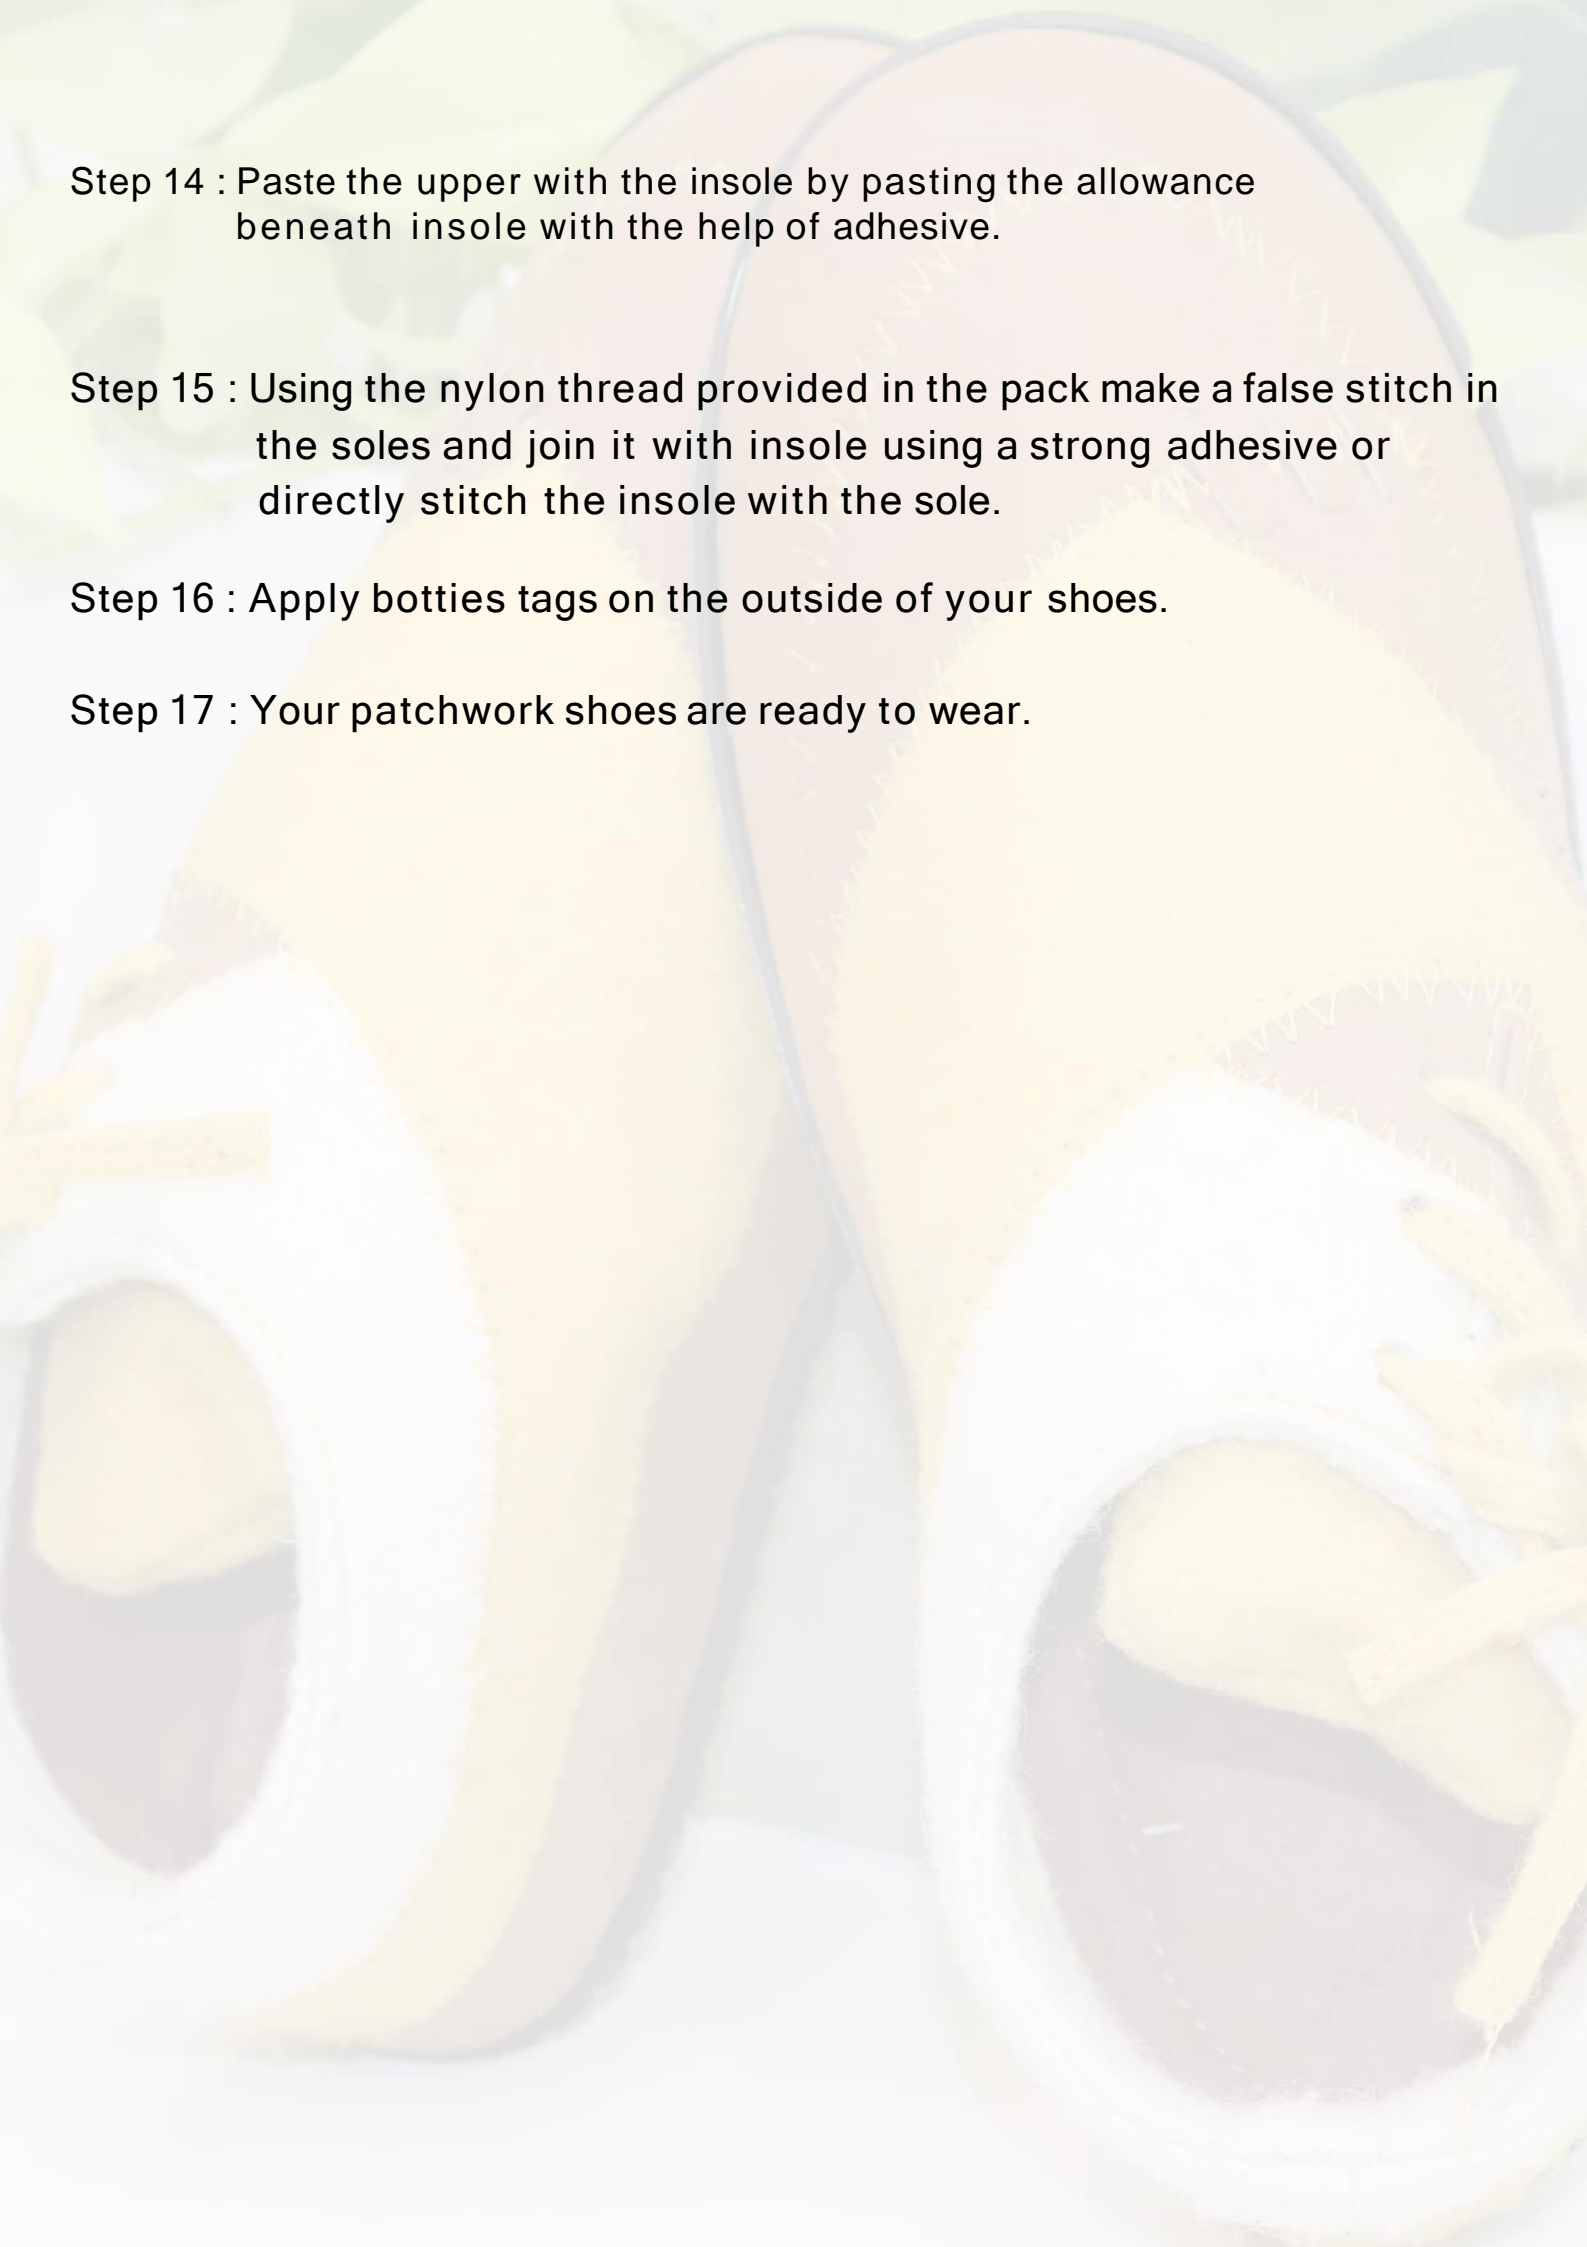 Step 14 : Paste the upper with the insole by pasting the allowance
beneath insole with the help of adhesive.
Step 15 : Using the nylon thread provided in the pack make a false stitch in
the soles and join it with insole using a strong adhesive or
directly stitch the insole with the sole.
Step 16 : Apply botties tags on the outside of your shoes.
Step 17 : Your patchwork shoes are ready to wear.